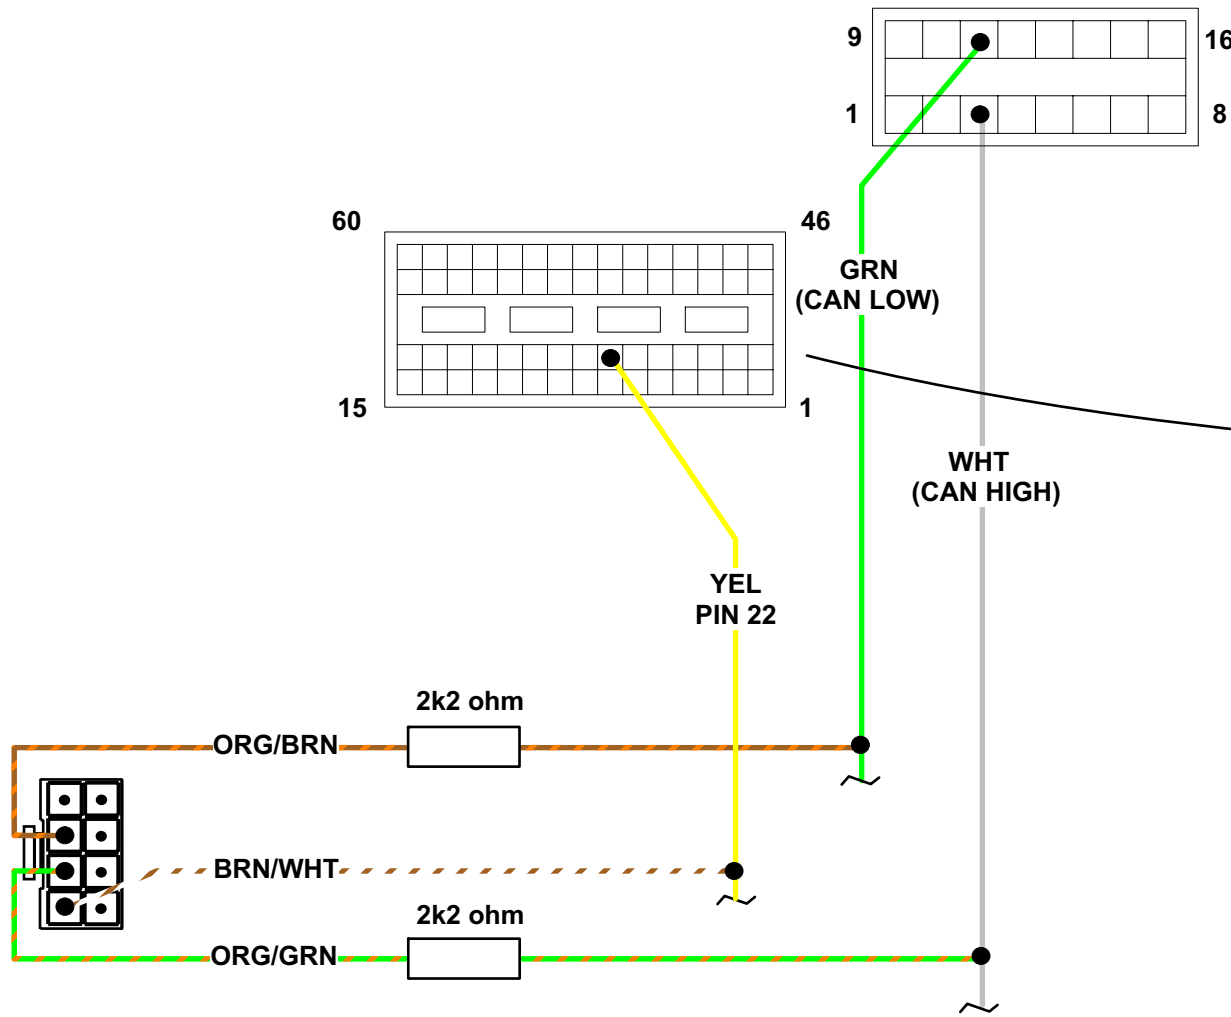 9
16
1
8
60
46
GRN
(CAN LOW)
15
1
WHT
(CAN HIGH)
YEL
PIN 22
2k2 ohm
ORG/BRN
BRN/WHT
2k2 ohm
ORG/GRN